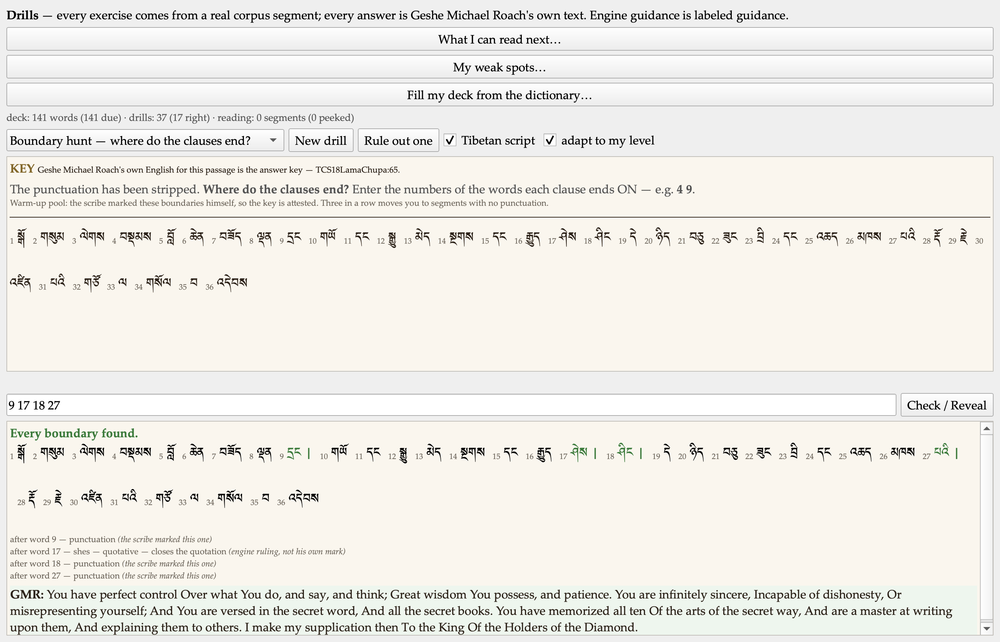 Drills — every exercise comes from a real corpus segment; every answer is Geshe Michael Roach's own text. Engine guidance is labeled guidance.
What I can read next...
My weak spots...
Fill my deck from the dictionary...
deck: 141 words (141 due) · drills: 37 (17 right) · reading: 0 segments (0 peeked)
Boundary hunt — where do the clauses end? New drill Rule out one Tibetan script adapt to my level
KEY Geshe Michael Roach's own English for this passage is the answer key — TCS18LamaChupa:65.
The punctuation has been stripped. Where do the clauses end? Enter the numbers of the words each clause ends ON — e.g. 4 9.
Warm-up pool: the scribe marked these boundaries himself, so the key is attested. Three in a row moves you to segments with no punctuation.
1 སྒོ 2 གསུམ 3 ལེགས 4 བསྡམས 5 བློ 6 ཆེན 7 བཟོད 8 ལྡན 9 དྲང 10 གཡོ 11 དང 12 སྒྱུ 13 མེད 14 སྔགས 15 དང 16 རྒྱུད 17 ཤེས 18 ཤིང 19 དེ 20 ཉིད 21 བཅུ 22 ཟུང 23 བྲི 24 དང 25 འཆད 26 མཁས 27 པའི 28 རྡོ 29 རྗེ 30
འཛིན 31 པའི 32 གཙོ 33 ལ 34 གསོལ 35 བ 36 འདེབས
9 17 18 27 Check / Reveal
Every boundary found.
1 སྒོ 2 གསུམ 3 ལེགས 4 བསྡམས 5 བློ 6 ཆེན 7 བཟོད 8 ལྡན 9 དྲང | 10 གཡོ 11 དང 12 སྒྱུ 13 མེད 14 སྔགས 15 དང 16 རྒྱུད 17 ཤེས | 18 ཤིང | 19 དེ 20 ཉིད 21 བཅུ 22 ཟུང 23 བྲི 24 དང 25 འཆད 26 མཁས 27 པའི |
28 རྡོ 29 རྗེ 30 འཛིན 31 པའི 32 གཙོ 33 ལ 34 གསོལ 35 བ 36 འདེབས
after word 9 — punctuation (the scribe marked this one)
after word 17 — shes — quotative — closes the quotation (engine ruling, not his own mark)
after word 18 — punctuation (the scribe marked this one)
after word 27 — punctuation (the scribe marked this one)
GMR: You have perfect control Over what You do, and say, and think; Great wisdom You possess, and patience. You are infinitely sincere, Incapable of dishonesty, Or
misrepresenting yourself; And You are versed in the secret word, And all the secret books. You have memorized all ten Of the arts of the secret way, And are a master at writing
upon them, And explaining them to others. I make my supplication then To the King Of the Holders of the Diamond.